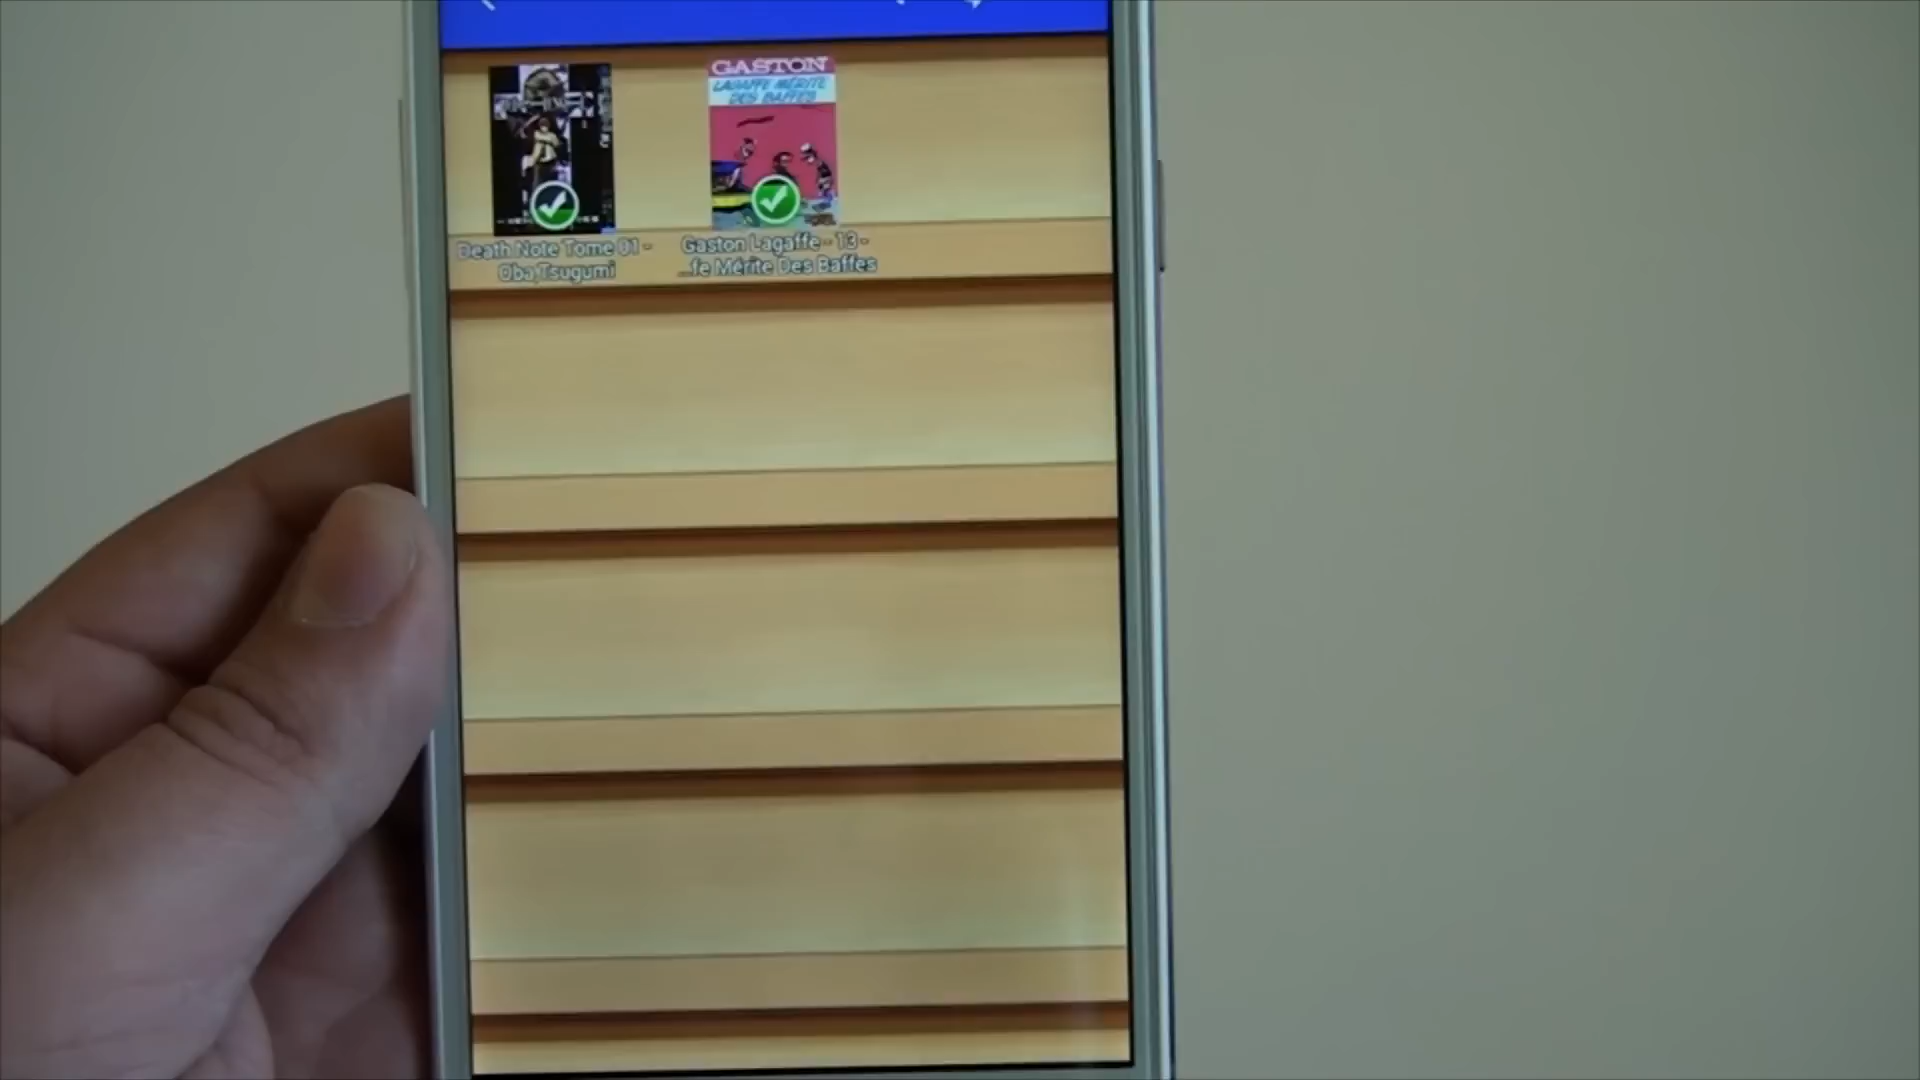 GASTON
LAGAFFE MÉRITE
DES BAFFES
Death Note Tome 01 -
Oba,Tsugumi
Gaston Lagaffe - 13 -
...fe Mérite Des Baffes